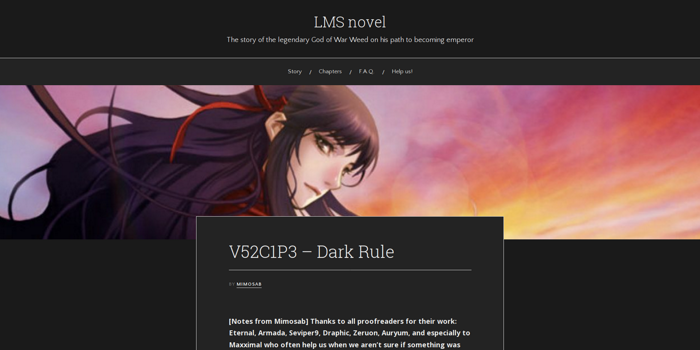 LMS novel
The story of the legendary God of War Weed on his path to becoming emperor
Story / Chapters / F.A.Q. / Help us!
V52C1P3 – Dark Rule
BY MIMOSAB
[Notes from Mimosab] Thanks to all proofreaders for their work:
Eternal, Armada, Seviper9, Draphic, Zeruon, Auryum, and especially to
Maxximal who often help us when we aren't sure if something was